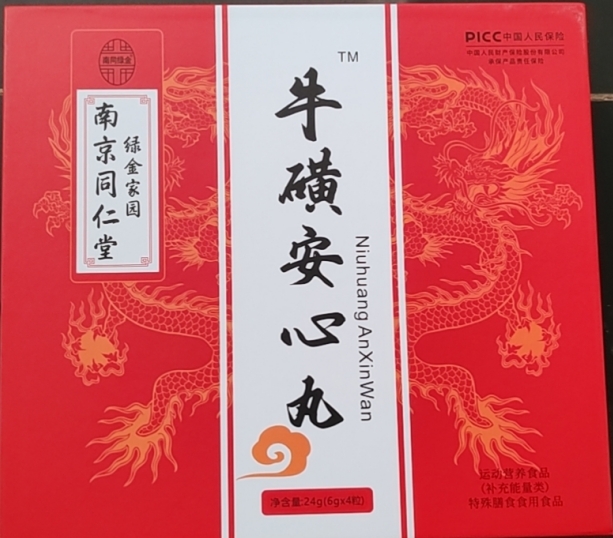 南同绿金
南京同仁堂
绿金家园
TM
牛磺安心丸
Niuhuang AnXinWan
净含量:24g(6gx4粒)
PICC中国人民保险
中国人民财产保险股份有限公司
承保产品责任保险
运动营养食品
(补充能量类)
特殊膳食食用食品